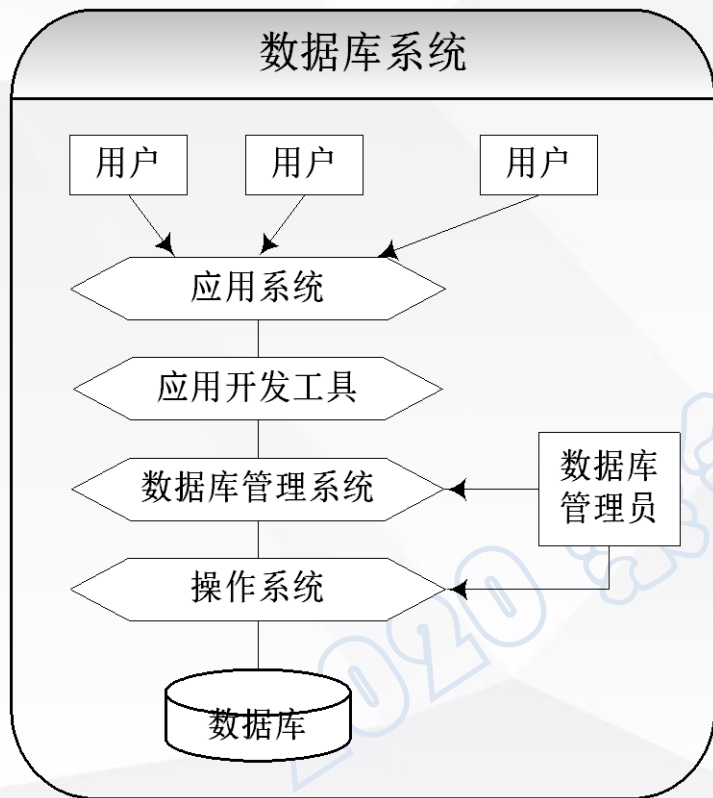 数据库系统
用户
用户
用户
应用系统
应用开发工具
数据库管理系统
数据库
管理员
操作系统
数据库
2020